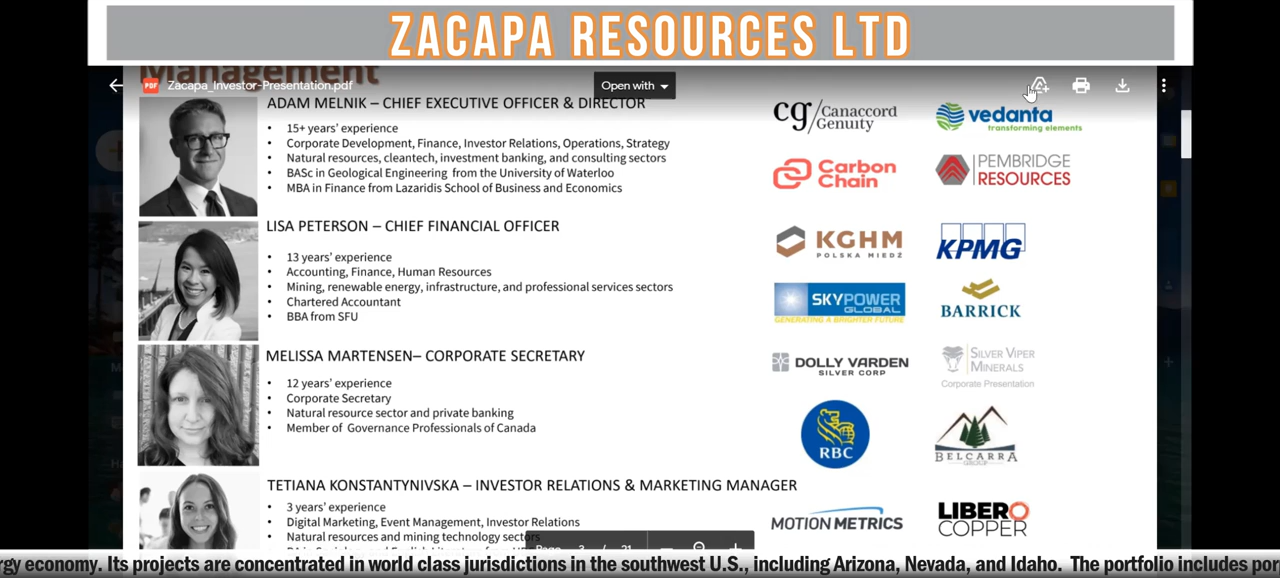 ZACAPA RESOURCES LTD
Management
PDF Zacapa_Investor-Presentation.pdf
Open with
ADAM MELNIK – CHIEF EXECUTIVE OFFICER & DIRECTOR
• 15+ years' experience
• Corporate Development, Finance, Investor Relations, Operations, Strategy
• Natural resources, cleantech, investment banking, and consulting sectors
• BASc in Geological Engineering from the University of Waterloo
• MBA in Finance from Lazaridis School of Business and Economics
cg/Canaccord Genuity
vedanta
transforming elements
Carbon
Chain
PEMBRIDGE
RESOURCES
LISA PETERSON – CHIEF FINANCIAL OFFICER
• 13 years' experience
• Accounting, Finance, Human Resources
• Mining, renewable energy, infrastructure, and professional services sectors
• Chartered Accountant
• BBA from SFU
KGHM
POLSKA MIEDŹ
KPMG
SKYPOWER
GLOBAL
GENERATING A BRIGHTER FUTURE
BARRICK
MELISSA MARTENSEN– CORPORATE SECRETARY
• 12 years' experience
• Corporate Secretary
• Natural resource sector and private banking
• Member of Governance Professionals of Canada
DOLLY VARDEN
SILVER CORP
SILVER VIPER
MINERALS
Corporate Presentation
RBC
BELCARRA
GROUP
TETIANA KONSTANTYNIVSKA – INVESTOR RELATIONS & MARKETING MANAGER
• 3 years' experience
• Digital Marketing, Event Management, Investor Relations
• Natural resources and mining technology sectors
MOTION METRICS
LIBERO
COPPER
Page 3 / 21
rgy economy. Its projects are concentrated in world class jurisdictions in the southwest U.S., including Arizona, Nevada, and Idaho. The portfolio includes por